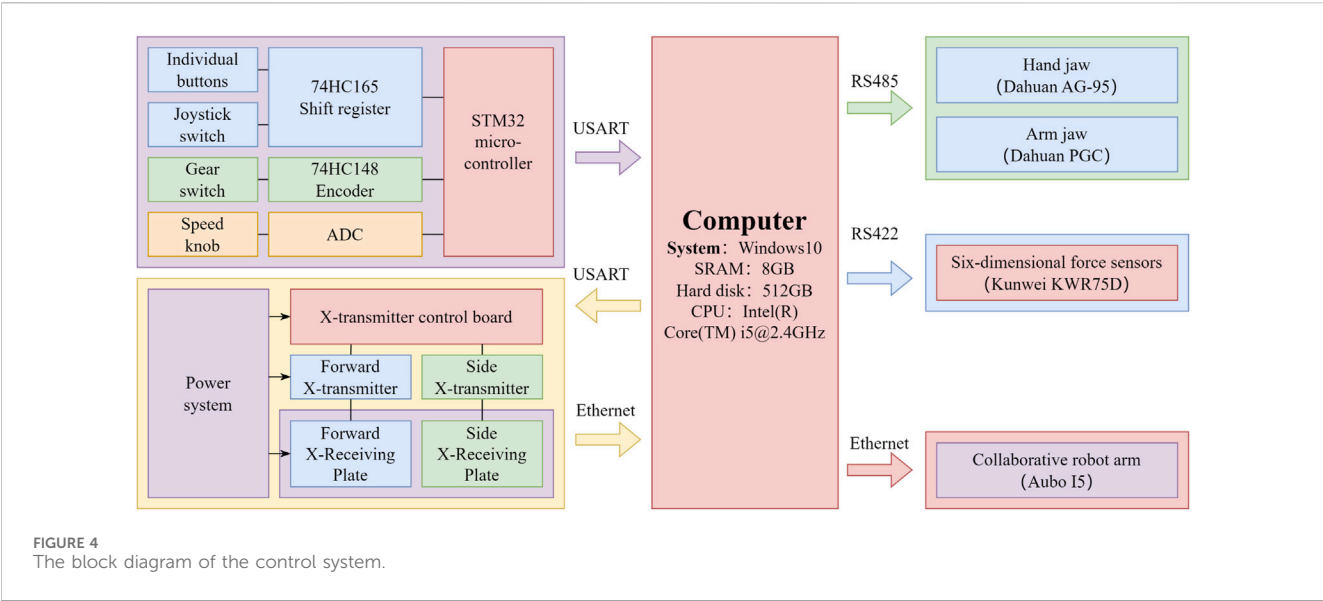 Individual
buttons
Joystick
switch
Gear
switch
Speed
knob
74HC165
Shift register
74HC148
Encoder
ADC
STM32
micro-
controller
USART
Power
system
X-transmitter control board
Forward
X-transmitter
Side
X-transmitter
Forward
X-Receiving
Plate
Side
X-Receiving
Plate
USART
Ethernet
Computer
System：Windows10
SRAM：8GB
Hard disk：512GB
CPU：Intel(R)
Core(TM) i5@2.4GHz
RS485
Hand jaw
(Dahuan AG-95)
Arm jaw
(Dahuan PGC)
RS422
Six-dimensional force sensors
(Kunwei KWR75D)
Ethernet
Collaborative robot arm
(Aubo I5)
FIGURE 4
The block diagram of the control system.